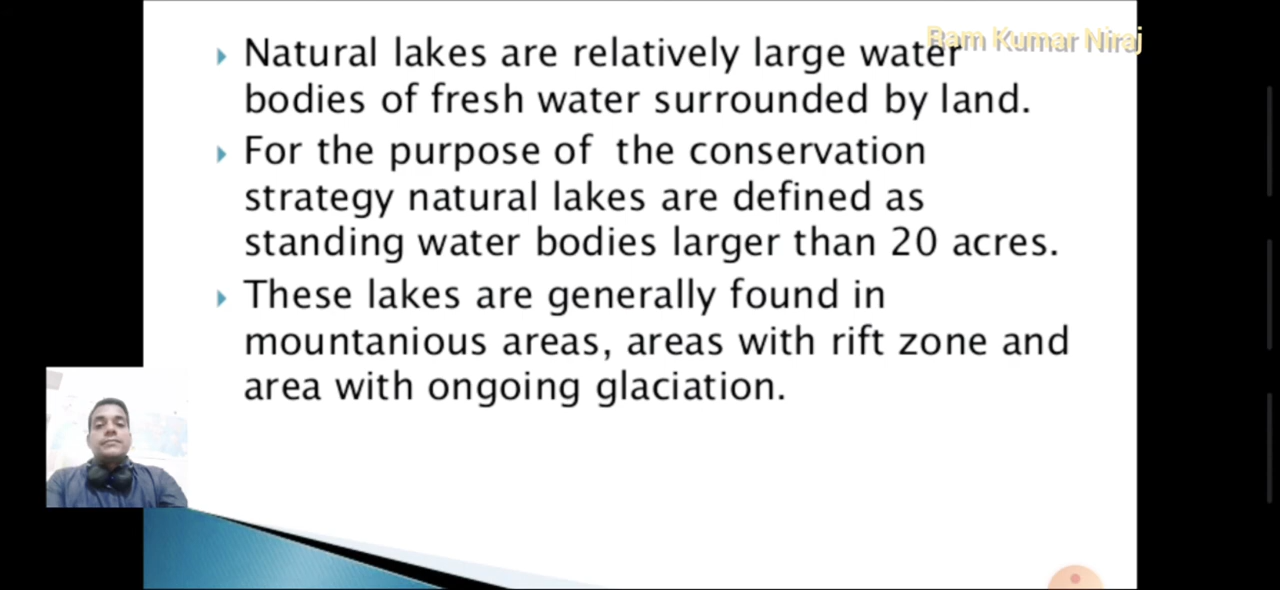 Ram Kumar Niraj
Natural lakes are relatively large water
bodies of fresh water surrounded by land.
For the purpose of the conservation
strategy natural lakes are defined as
standing water bodies larger than 20 acres.
These lakes are generally found in
mountanious areas, areas with rift zone and
area with ongoing glaciation.